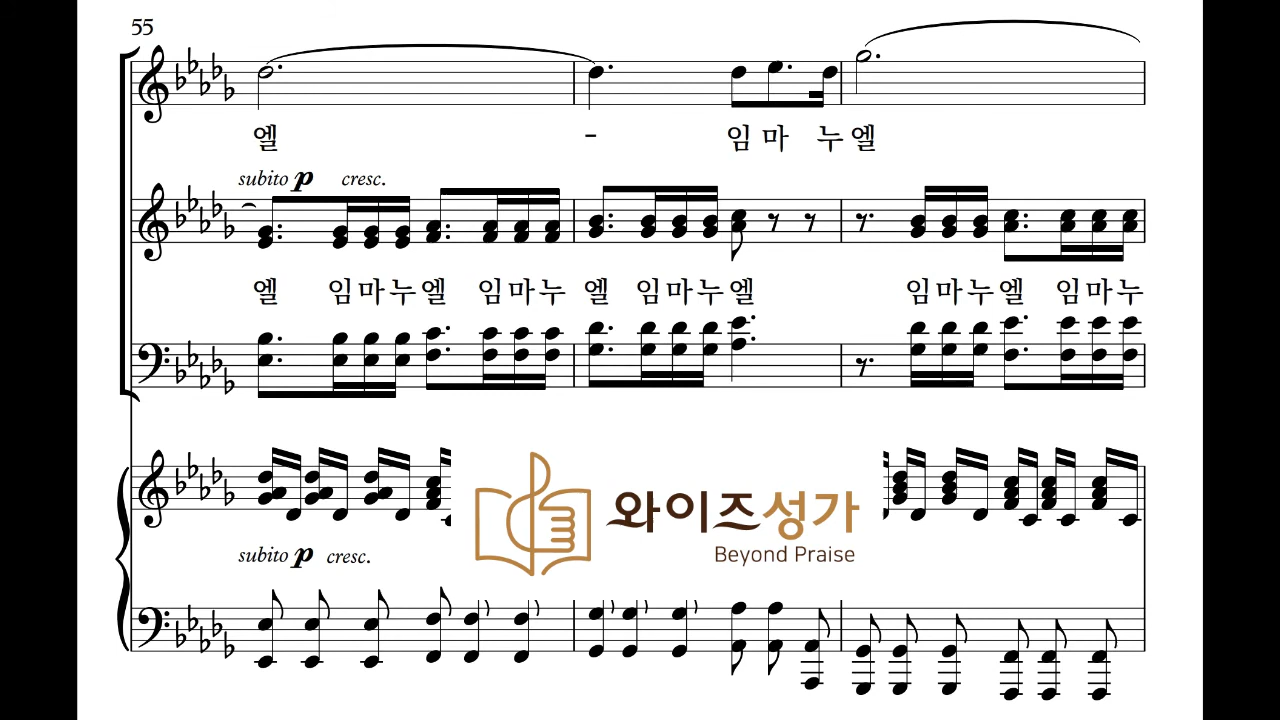 55
엘 - 임 마 누 엘
subito p cresc.
엘 임마누엘 임마누 엘 임마누엘 임마누엘 임마누
와이즈성가
Beyond Praise
subito p cresc.